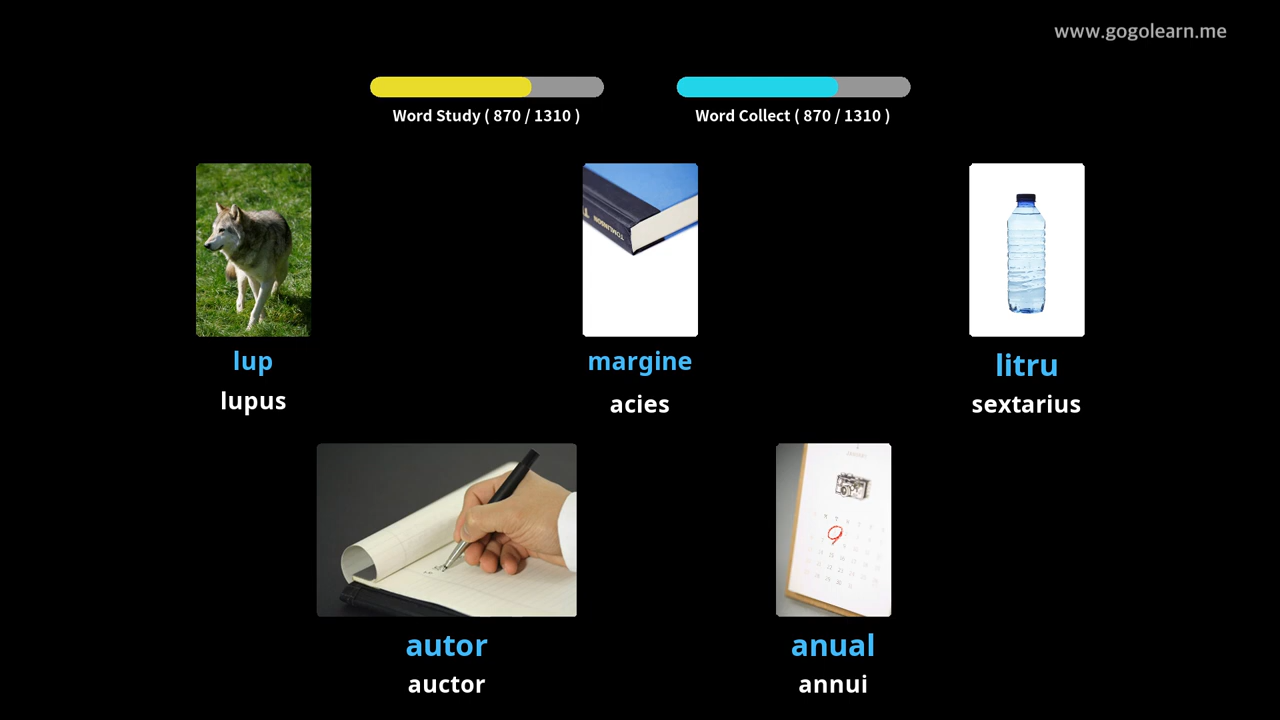 www.gogolearn.me
Word Study ( 870 / 1310 )
Word Collect ( 870 / 1310 )
TOMLINSON
lup
margine
litru
lupus
acies
sextarius
autor
anual
auctor
annui